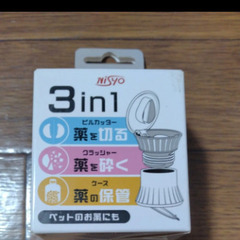 nisyo
3in1
ピルカッター
薬を切る
クラッシャー
薬を砕く
ケース
薬の保管
ペットのお薬にも